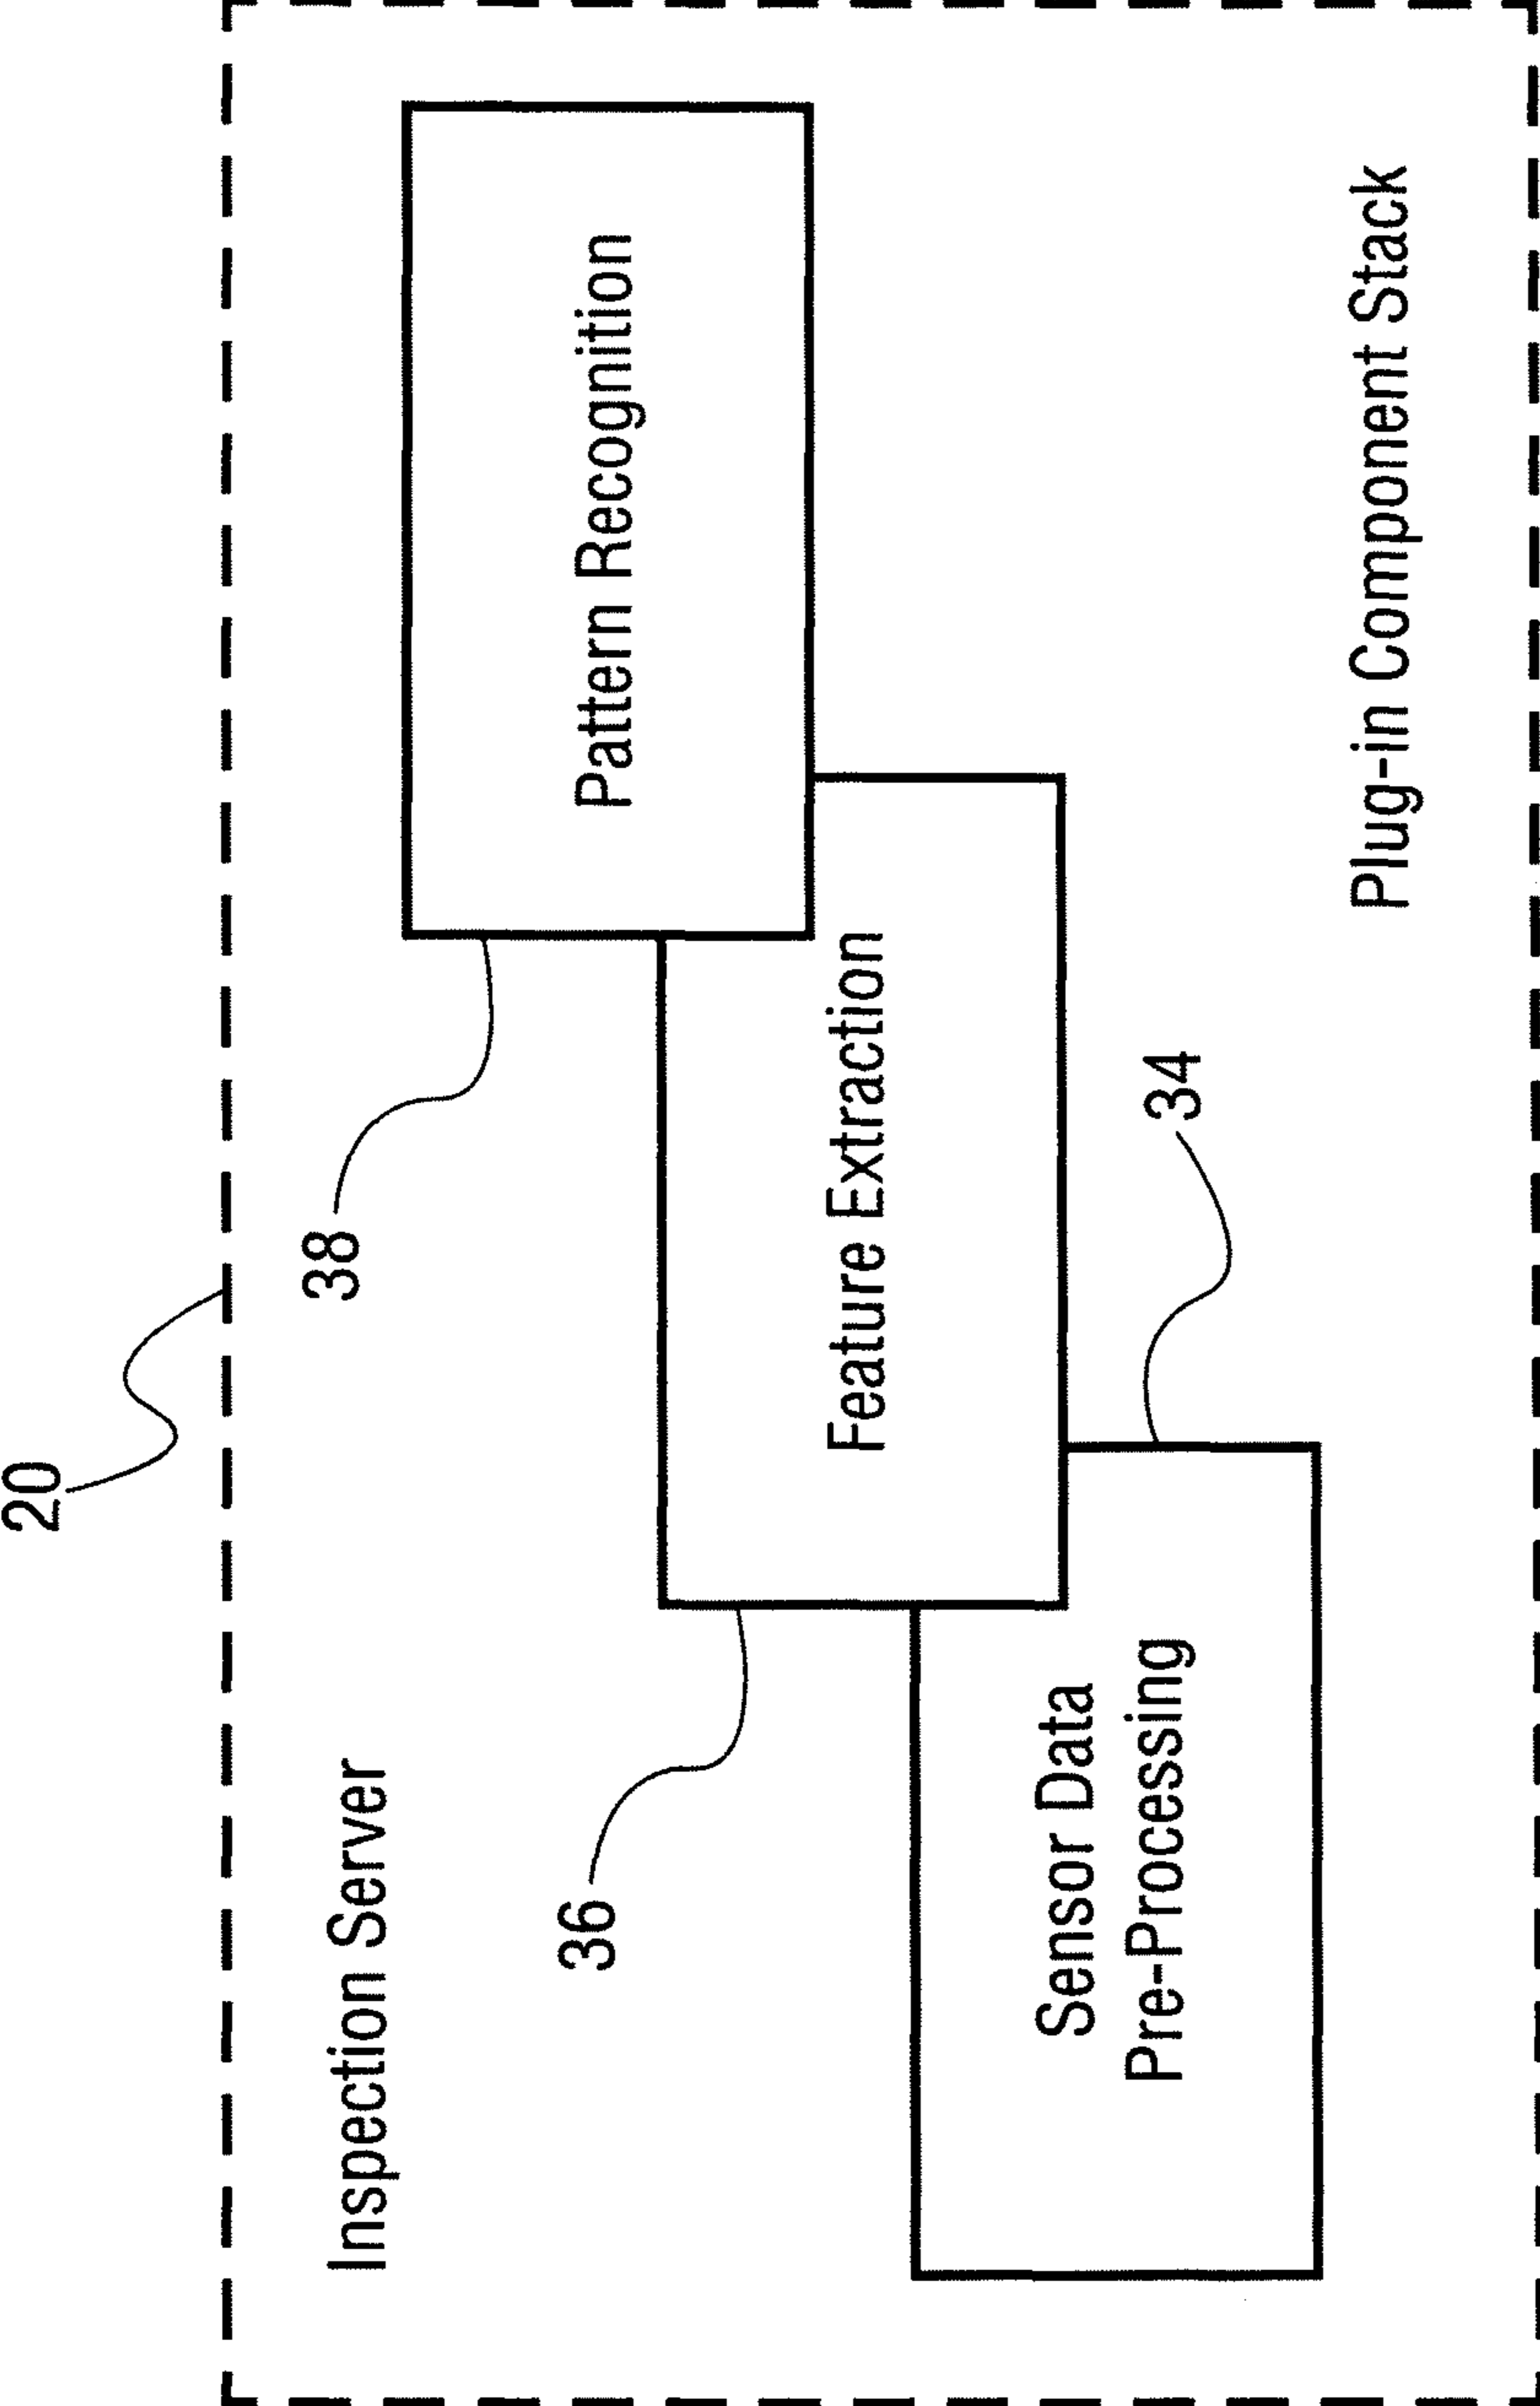 20
Inspection Server
38
Pattern Recognition
36
Feature Extraction
Sensor Data
Pre-Processing
34
Plug-in Component Stack